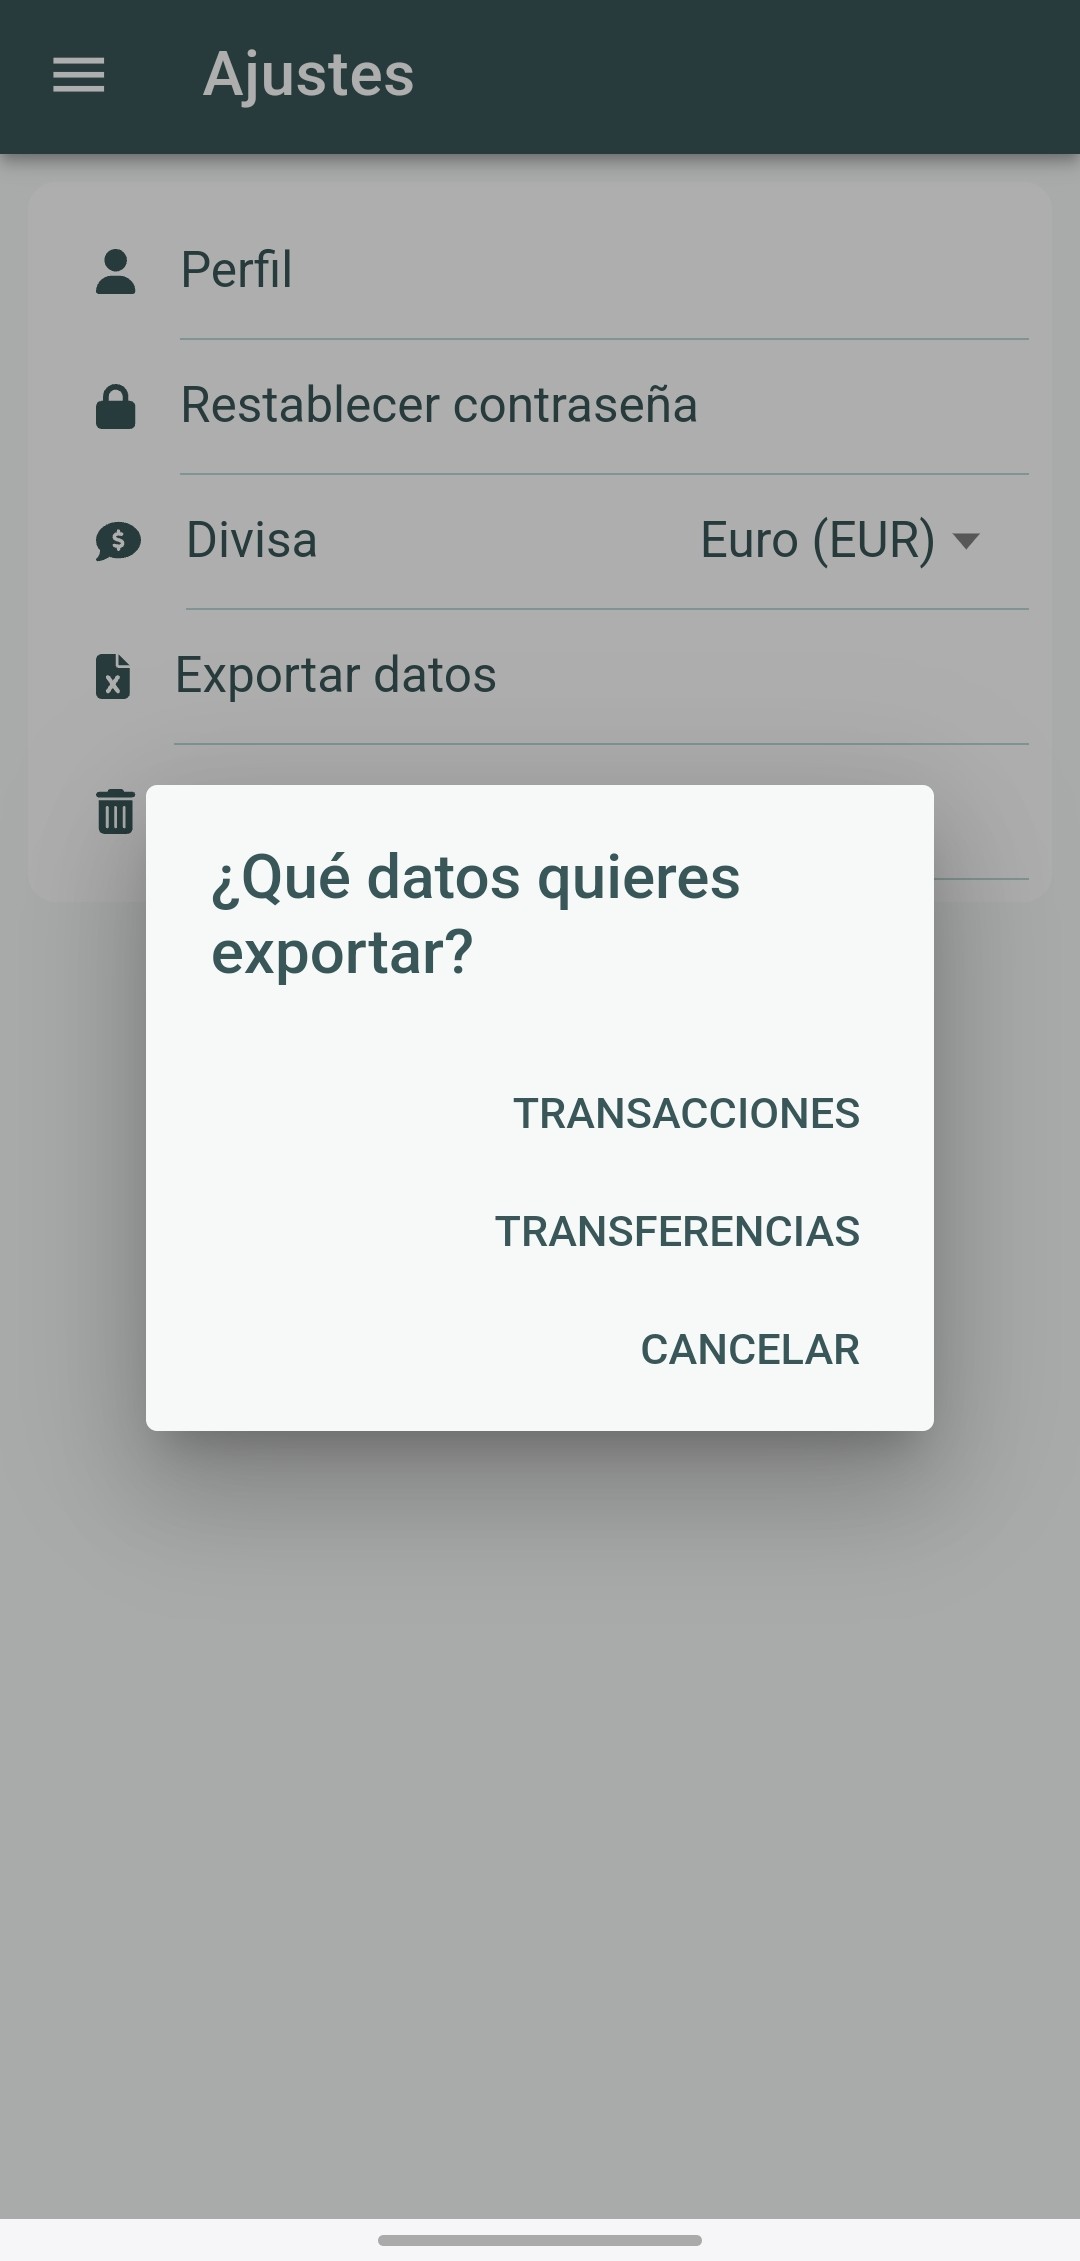 Ajustes
Perfil
Restablecer contraseña
Divisa Euro (EUR)
Exportar datos
¿Qué datos quieres
exportar?
TRANSACCIONES
TRANSFERENCIAS
CANCELAR